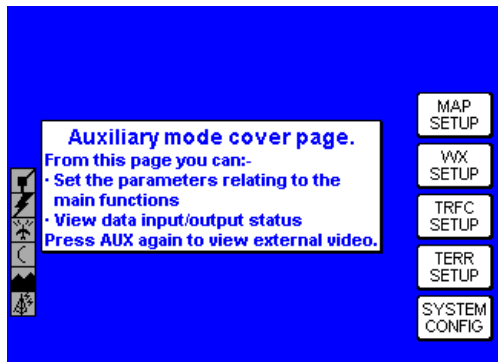 Auxiliary mode cover page.
From this page you can:-
· Set the parameters relating to the
main functions
· View data input/output status
Press AUX again to view external video.
MAP
SETUP
WX
SETUP
TRFC
SETUP
TERR
SETUP
SYSTEM
CONFIG